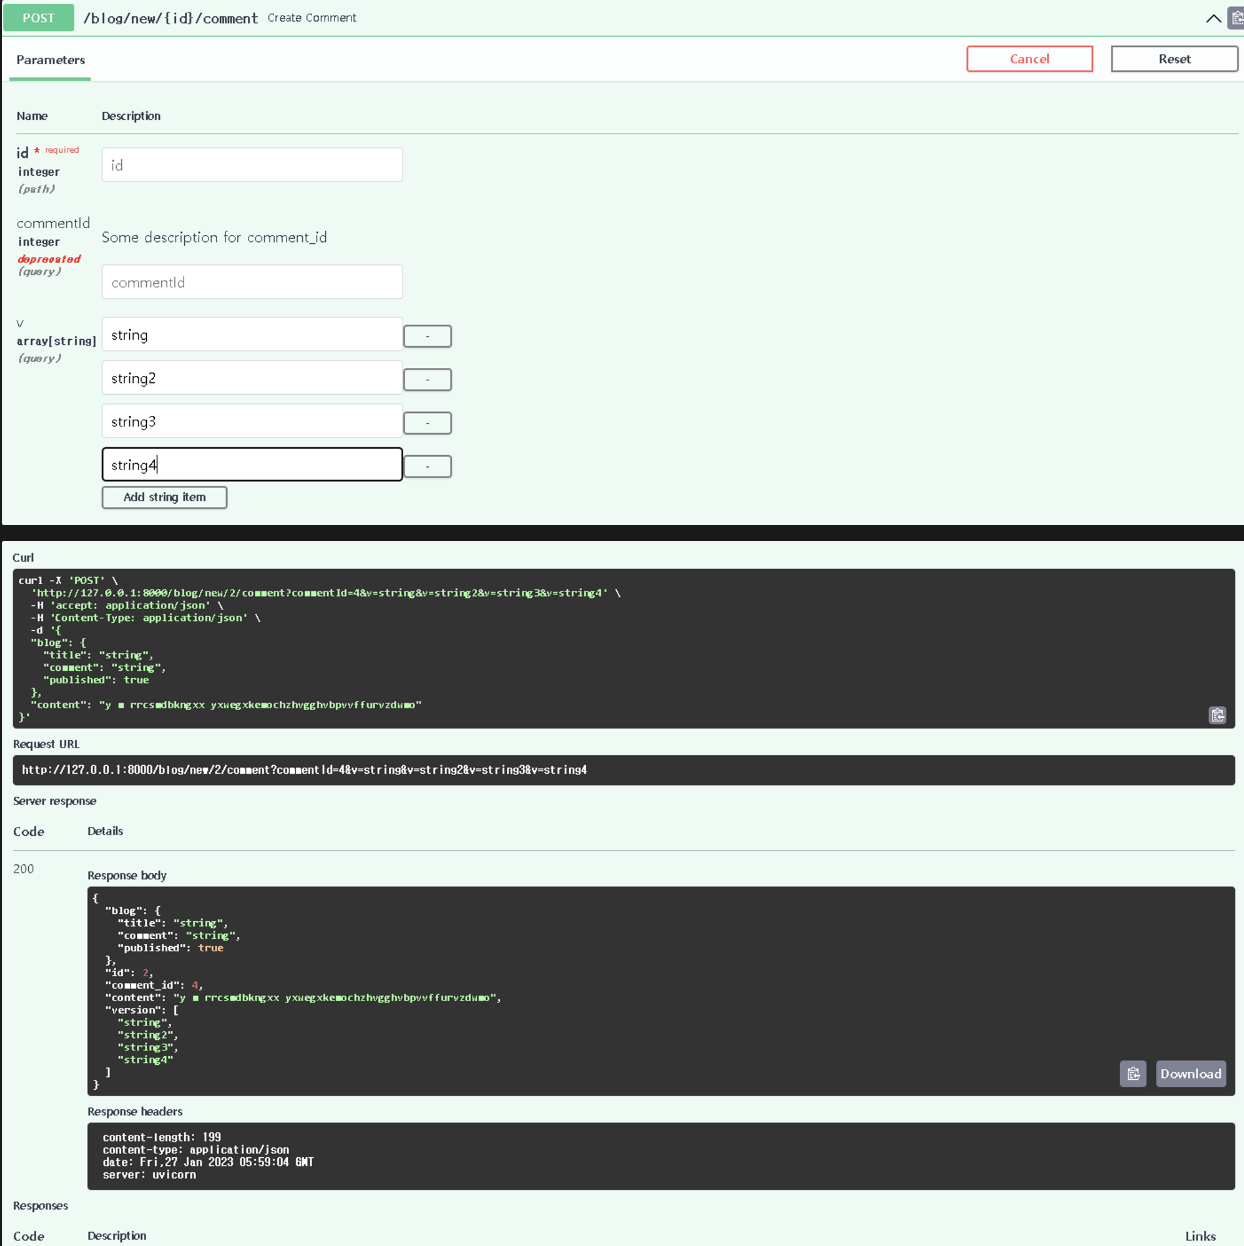 POST /blog/new/{id}/comment Create Comment
Parameters
Cancel
Reset
Name Description
id * required
integer
(path)
id
commentId
integer
deprecated
(query)
Some description for comment_id
commentId
v
array[string]
(query)
string -
string2 -
string3 -
string4 -
Add string item
Curl
curl -X 'POST' \
'http://127.0.0.1:8000/blog/new/2/comment?commentId=4&v=string&v=string2&v=string3&v=string4' \
-H 'accept: application/json' \
-H 'Content-Type: application/json' \
-d '{
"blog": {
"title": "string",
"comment": "string",
"published": true
},
"content": "y m rrcsmdbkngxx yxwegxkemochzhvgghvbpvvffurvzdwmo"
}'
Request URL
http://127.0.0.1:8000/blog/new/2/comment?commentId=4&v=string&v=string2&v=string3&v=string4
Server response
Code Details
200
Response body
{
"blog": {
"title": "string",
"comment": "string",
"published": true
},
"id": 2,
"comment_id": 4,
"content": "y m rrcsmdbkngxx yxwegxkemochzhvgghvbpvvffurvzdwmo",
"version": [
"string",
"string2",
"string3",
"string4"
]
}
Download
Response headers
content-length: 199
content-type: application/json
date: Fri,27 Jan 2023 05:59:04 GMT
server: uvicorn
Responses
Code Description Links